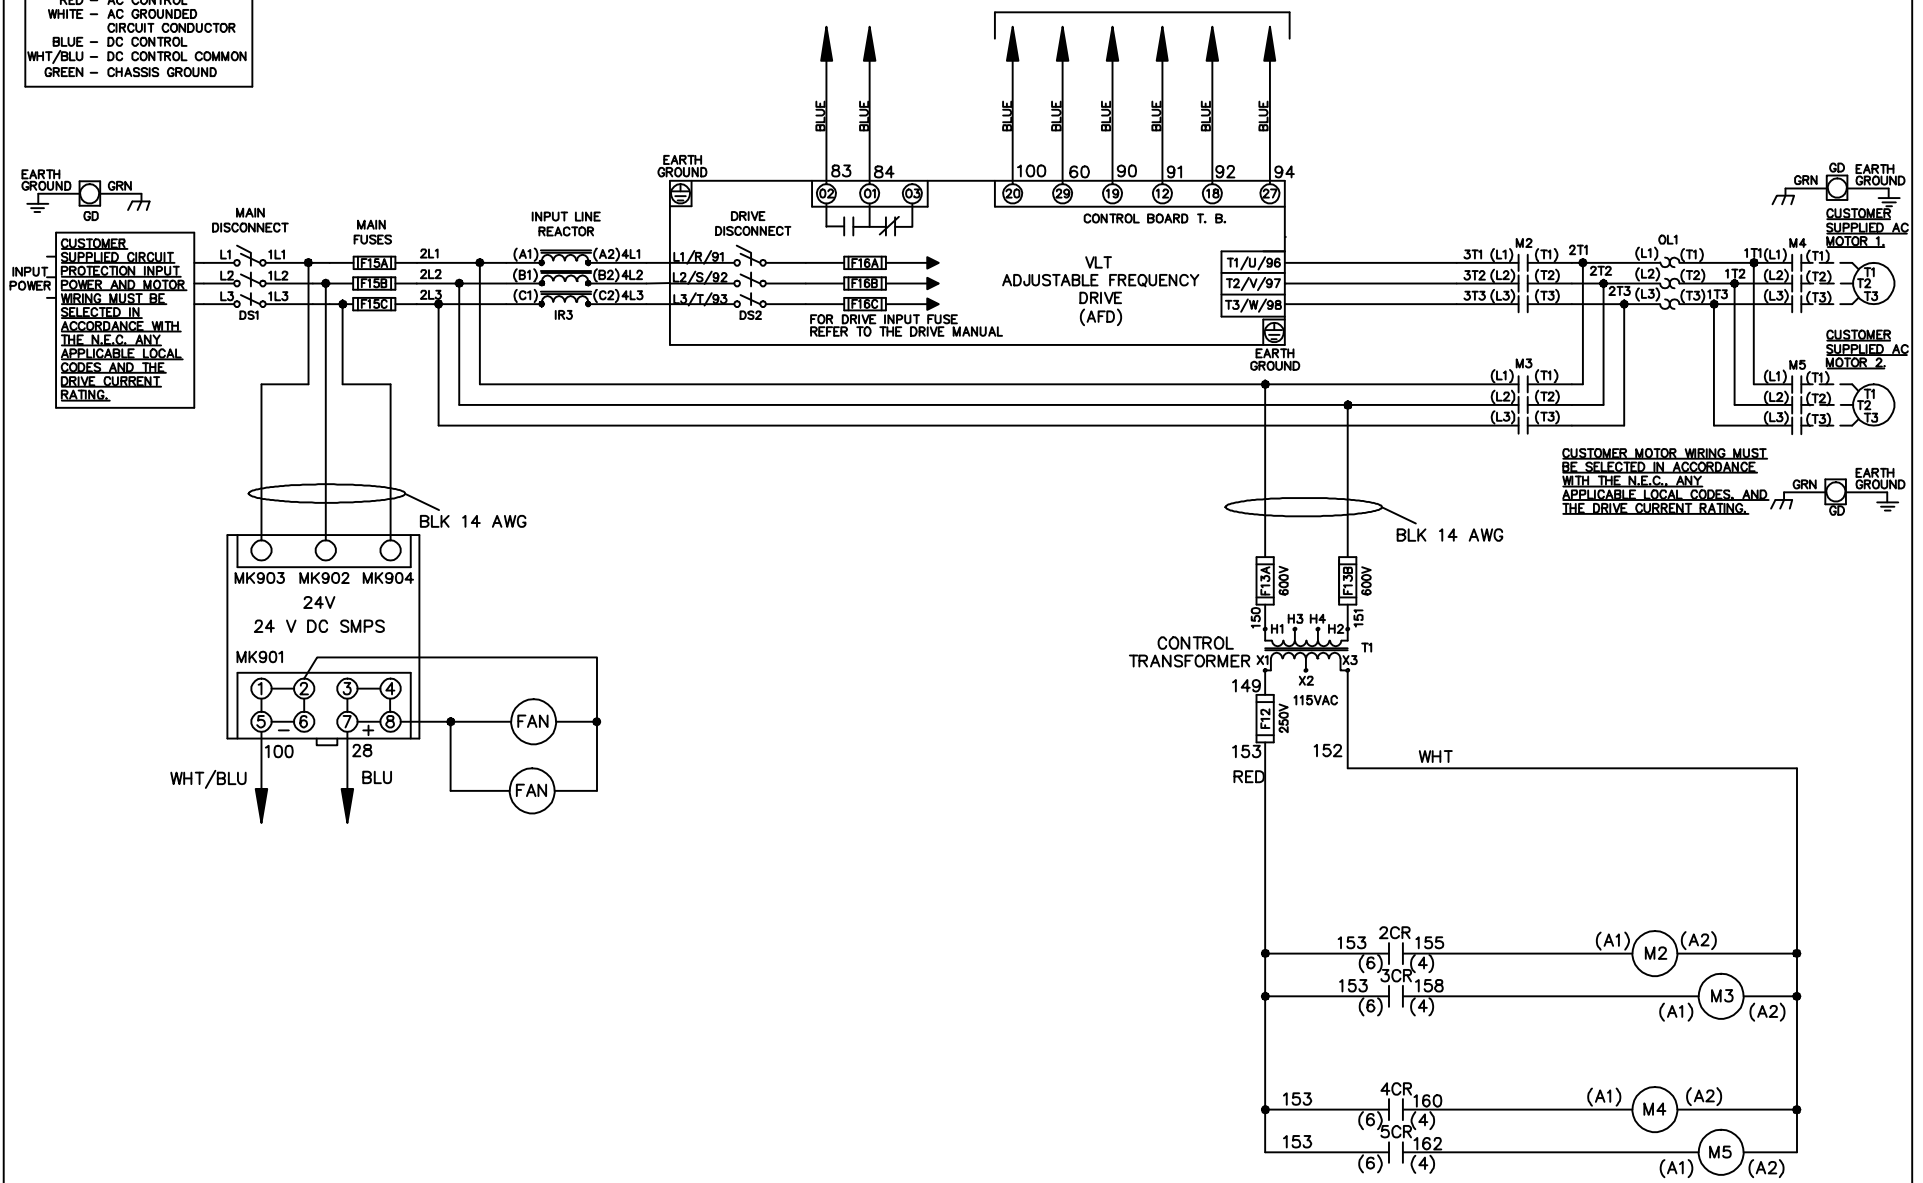 RED – AC CONTROL
WHITE – AC GROUNDED
CIRCUIT CONDUCTOR
BLUE – DC CONTROL
WHT/BLU – DC CONTROL COMMON
GREEN – CHASSIS GROUND
BLUE
BLUE
BLUE
BLUE
BLUE
BLUE
BLUE
BLUE
EARTH
GROUND
GRN
GD
MAIN
DISCONNECT
MAIN
FUSES
INPUT LINE
REACTOR
EARTH
GROUND
DRIVE
DISCONNECT
83 84
02 01 03
100 60 90 91 92 94
20 29 19 12 18 27
CONTROL BOARD T. B.
GRN
GD
EARTH
GROUND
INPUT
POWER
CUSTOMER
SUPPLIED CIRCUIT
PROTECTION INPUT
POWER AND MOTOR
WIRING MUST BE
SELECTED IN
ACCORDANCE WITH
THE N.E.C. ANY
APPLICABLE LOCAL
CODES AND THE
DRIVE CURRENT
RATING.
L1 1L1 F15A 2L1 (A1) (A2) 4L1 L1/R/91 F16A
L2 1L2 F15B 2L2 (B1) (B2) 4L2 L2/S/92 F16B
L3 1L3 F15C 2L3 (C1) (C2) 4L3 L3/T/93 F16C
DS1 IR3 DS2
FOR DRIVE INPUT FUSE
REFER TO THE DRIVE MANUAL
VLT
ADJUSTABLE FREQUENCY
DRIVE
(AFD)
T1/U/96
T2/V/97
T3/W/98
EARTH
GROUND
M2 OL1 M4
3T1 (L1) (T1) 2T1 (L1) (T1) 1T1 (L1) (T1)
3T2 (L2) (T2) 2T2 (L2) (T2) 1T2 (L2) (T2)
3T3 (L3) (T3) 2T3 (L3) (T3) 1T3 (L3) (T3)
CUSTOMER
SUPPLIED AC
MOTOR 1.
T1
T2
T3
M3
(L1) (T1)
(L2) (T2)
(L3) (T3)
M5
(L1) (T1)
(L2) (T2)
(L3) (T3)
CUSTOMER
SUPPLIED AC
MOTOR 2.
T1
T2
T3
CUSTOMER MOTOR WIRING MUST
BE SELECTED IN ACCORDANCE
WITH THE N.E.C., ANY
APPLICABLE LOCAL CODES, AND
THE DRIVE CURRENT RATING.
GRN
GD
EARTH
GROUND
BLK 14 AWG
MK903 MK902 MK904
24V
24 V DC SMPS
MK901
1 2 3 4
5 6 7 8
– +
100 28
WHT/BLU BLU
FAN
FAN
BLK 14 AWG
F13A
600V
F13B
600V
150
151
H1 H3 H4 H2
CONTROL
TRANSFORMER
T1
X1 X3
X2
115VAC
149
F12
250V
153
RED
152
WHT
2CR
153 155
(6) (4)
(A1) M2 (A2)
3CR
153 158
(6) (4)
(A1) M3 (A2)
4CR
153 160
(6) (4)
(A1) M4 (A2)
5CR
153 162
(6) (4)
(A1) M5 (A2)